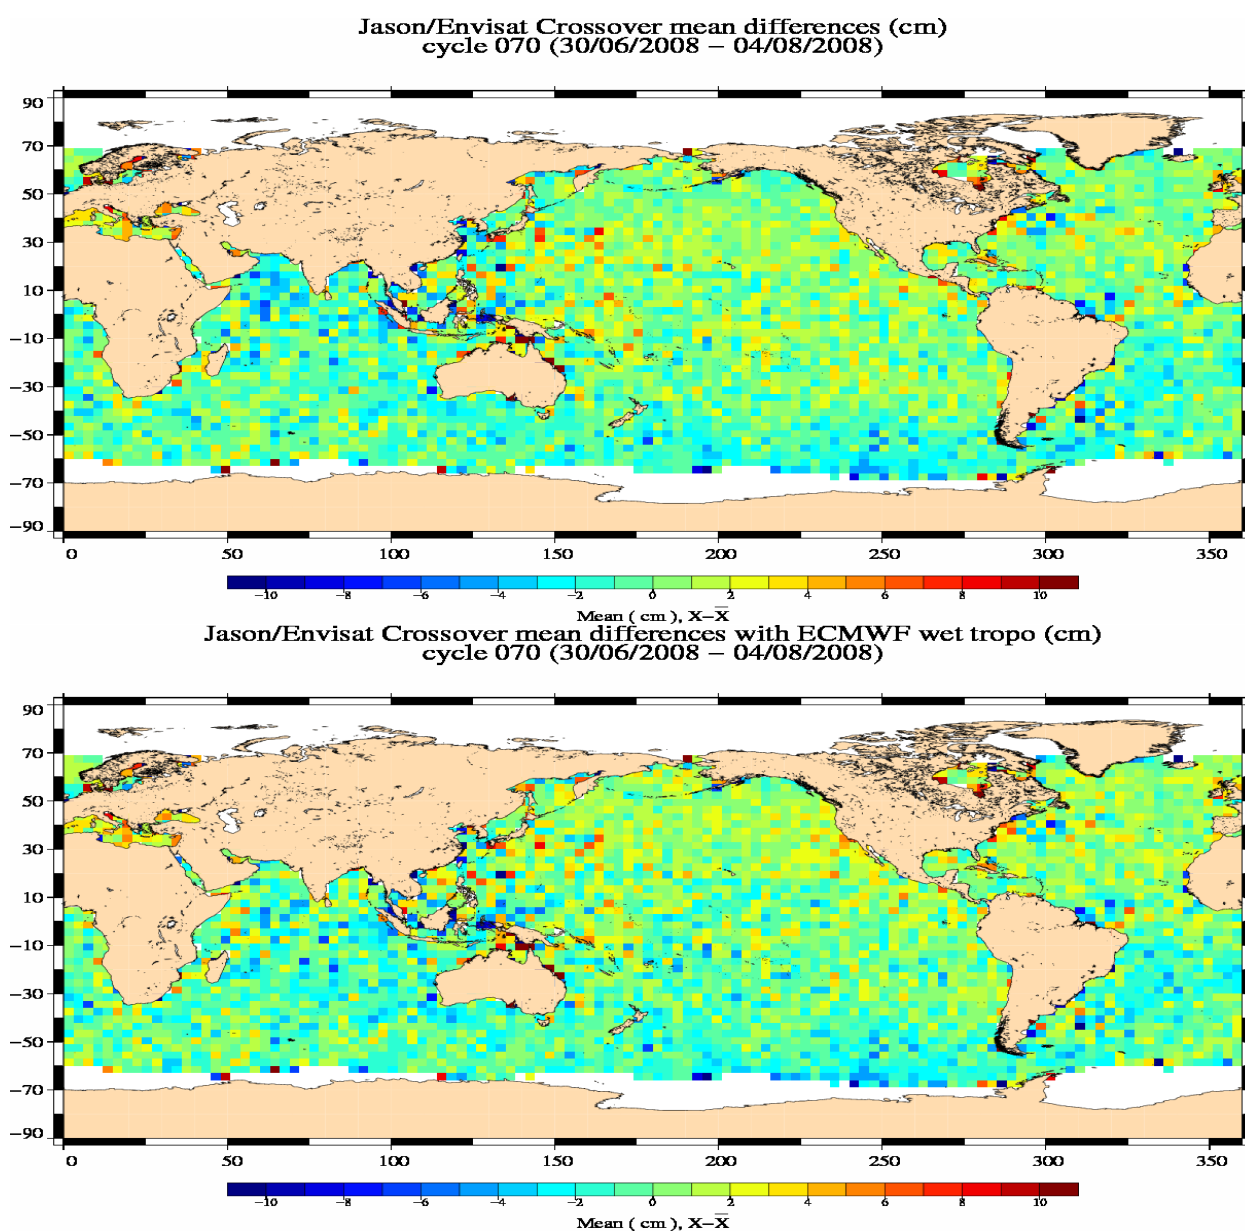 Jason/Envisat Crossover mean differences (cm)
cycle 070 (30/06/2008 − 04/08/2008)
90
70
50
30
10
−10
−30
−50
−70
−90
0 50 100 150 200 250 300 350
−10 −8 −6 −4 −2 0 2 4 6 8 10
Mean ( cm ), X−X̅
Jason/Envisat Crossover mean differences with ECMWF wet tropo (cm)
cycle 070 (30/06/2008 − 04/08/2008)
90
70
50
30
10
−10
−30
−50
−70
−90
0 50 100 150 200 250 300 350
−10 −8 −6 −4 −2 0 2 4 6 8 10
Mean ( cm ), X−X̅